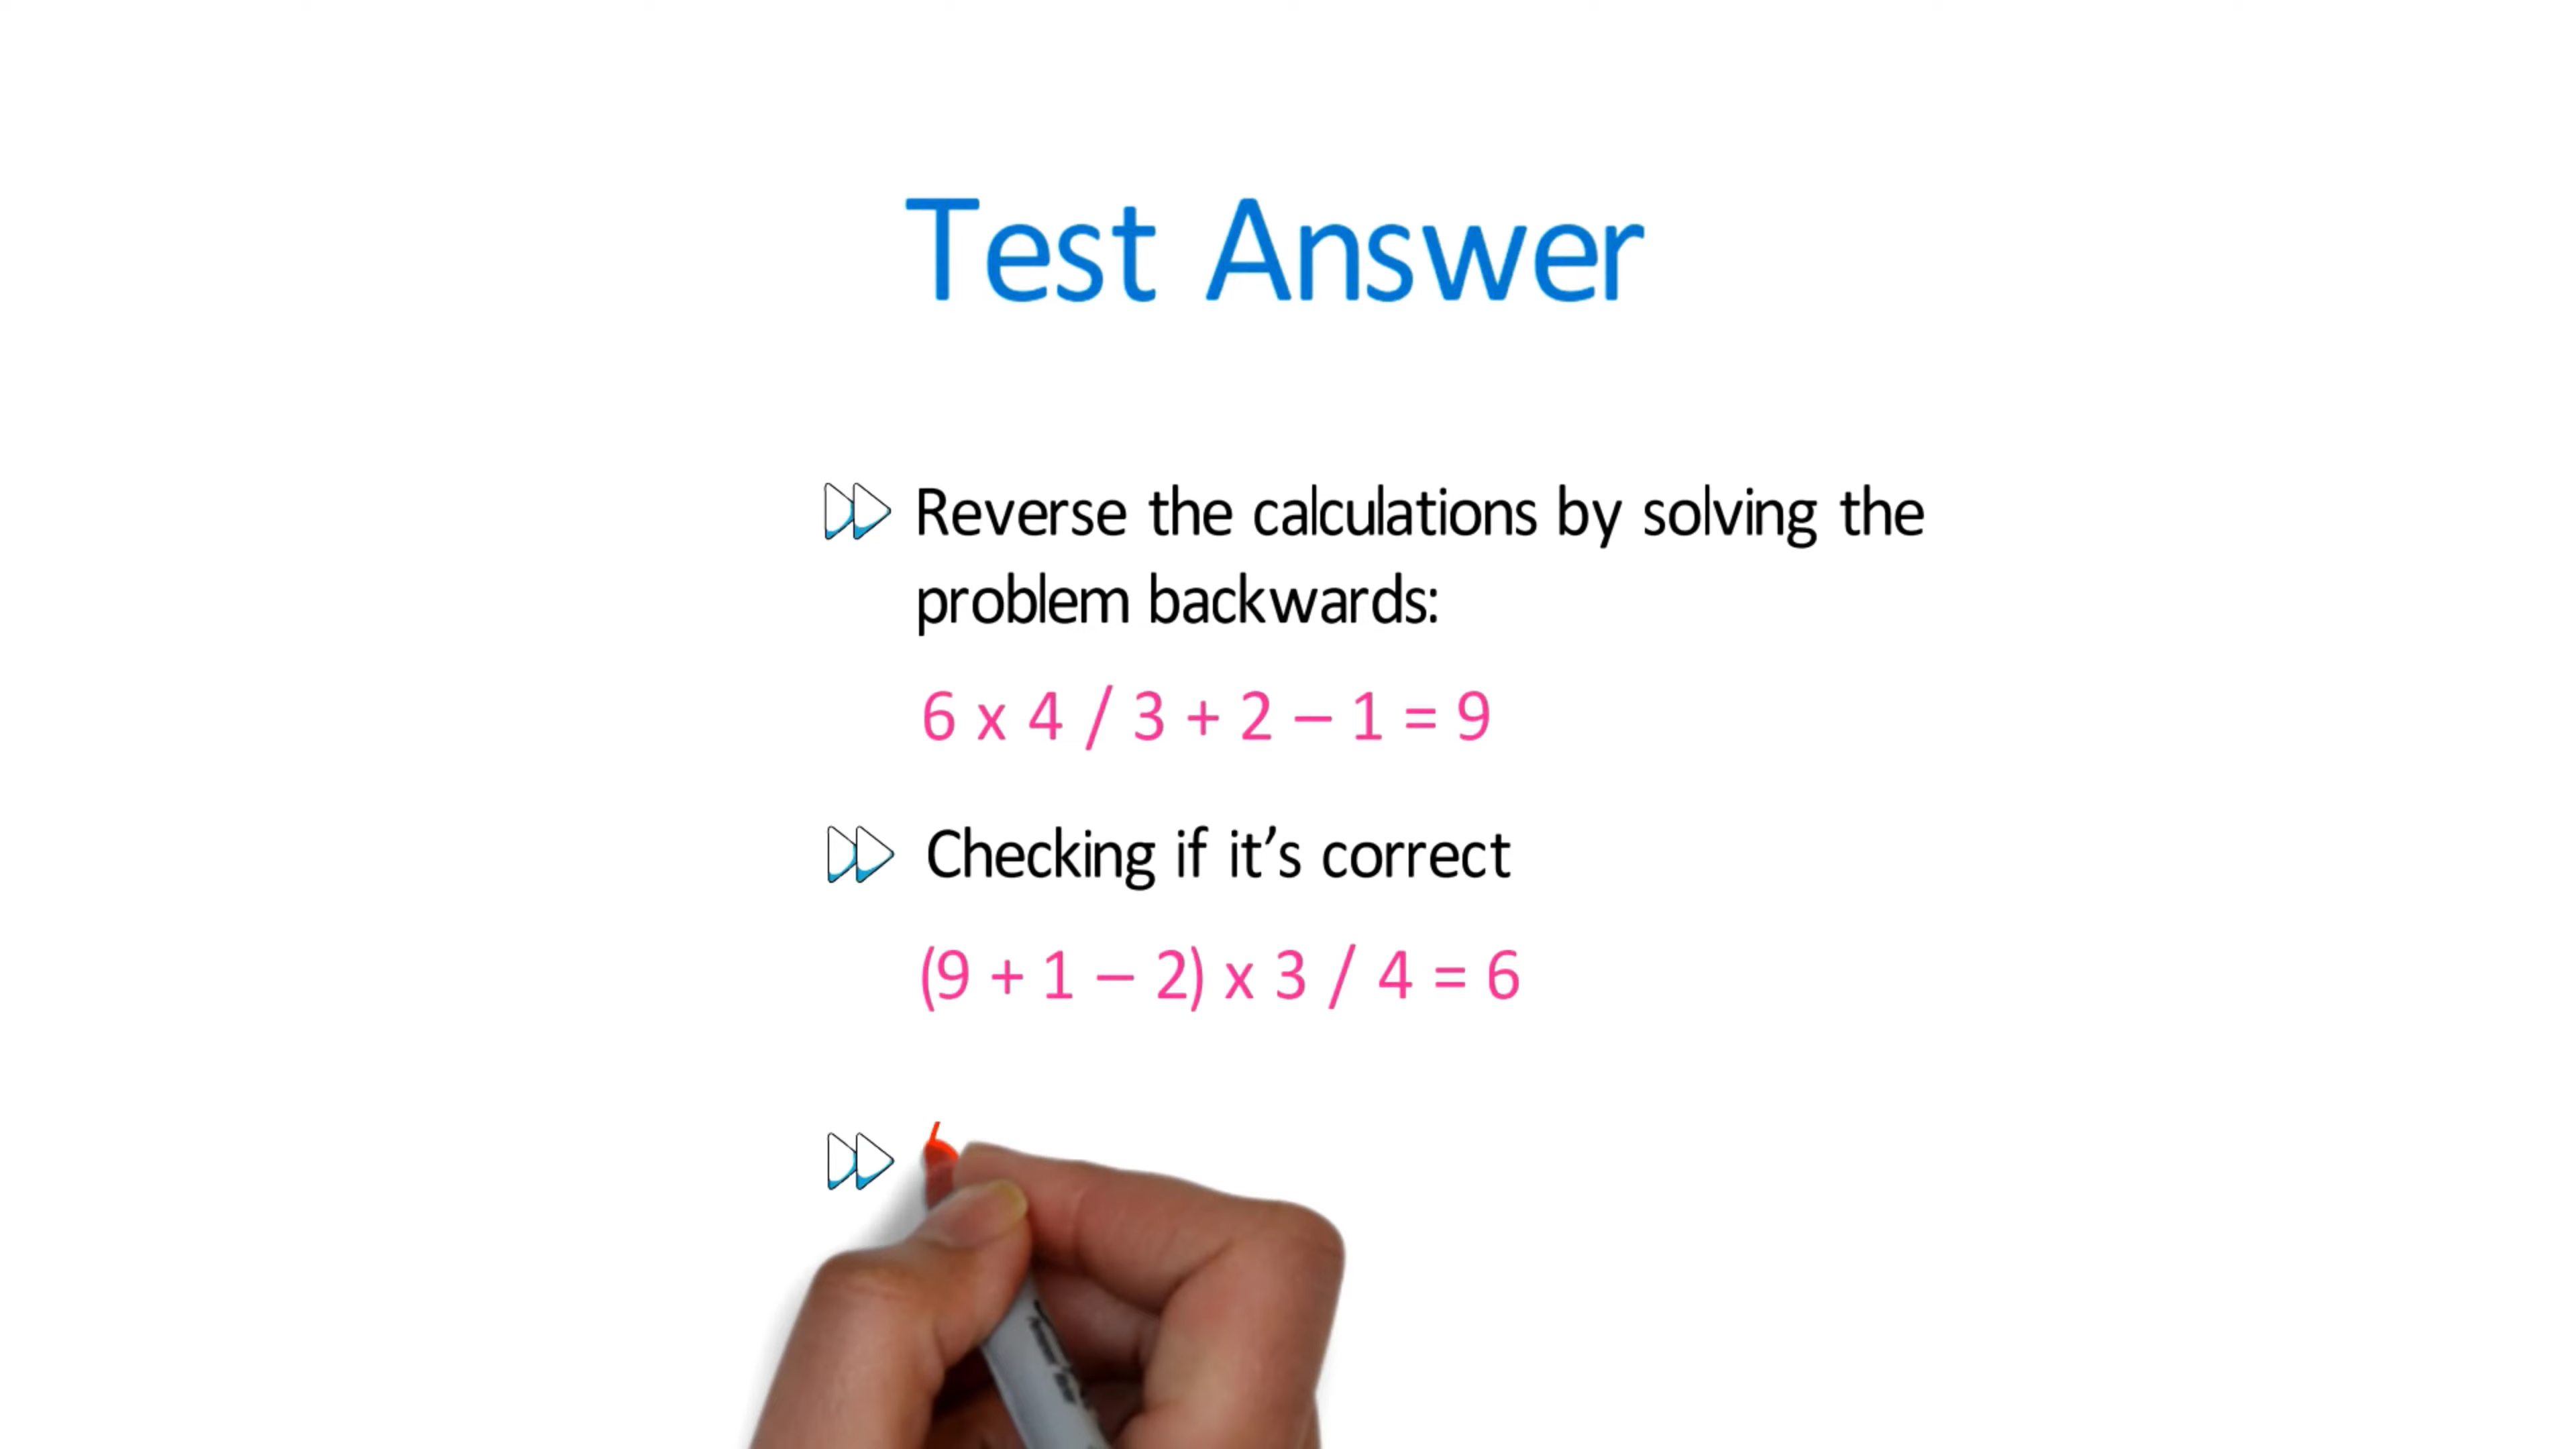 Test Answer
Reverse the calculations by solving the
problem backwards:
6 x 4 / 3 + 2 – 1 = 9
Checking if it’s correct
(9 + 1 – 2) x 3 / 4 = 6